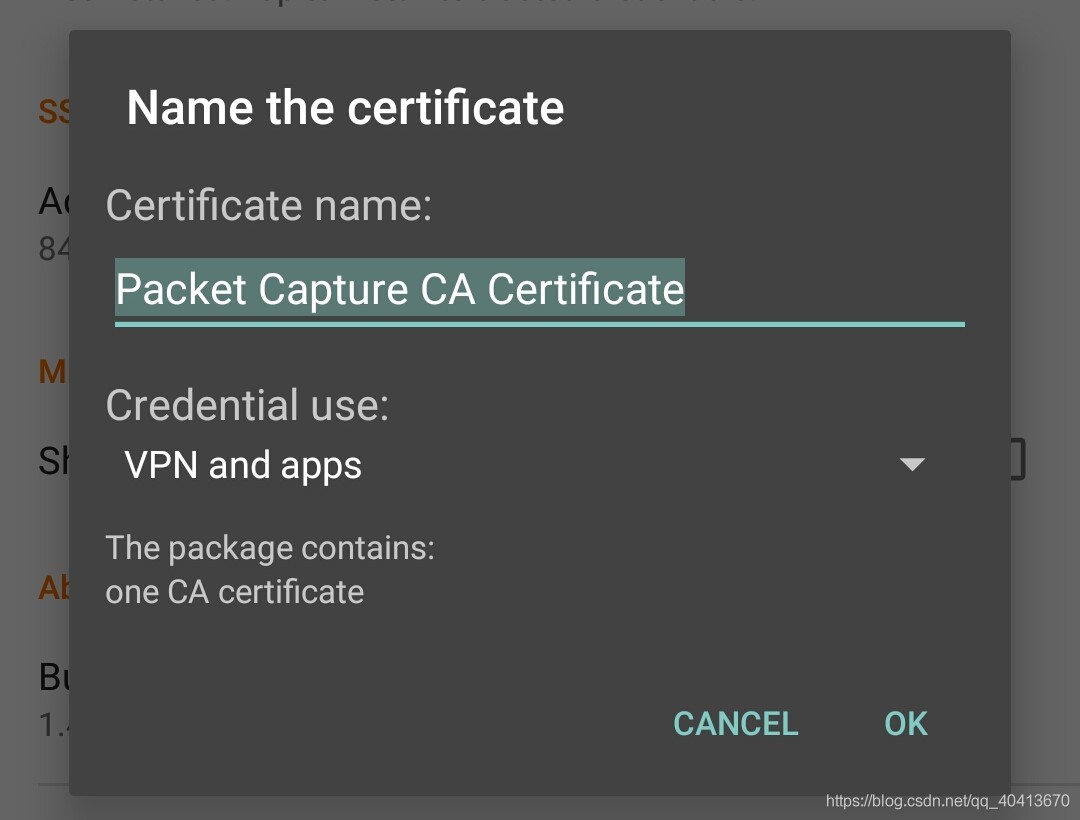 Name the certificate
Certificate name:
Packet Capture CA Certificate
Credential use:
VPN and apps
The package contains:
one CA certificate
CANCEL
OK
https://blog.csdn.net/qq_40413670